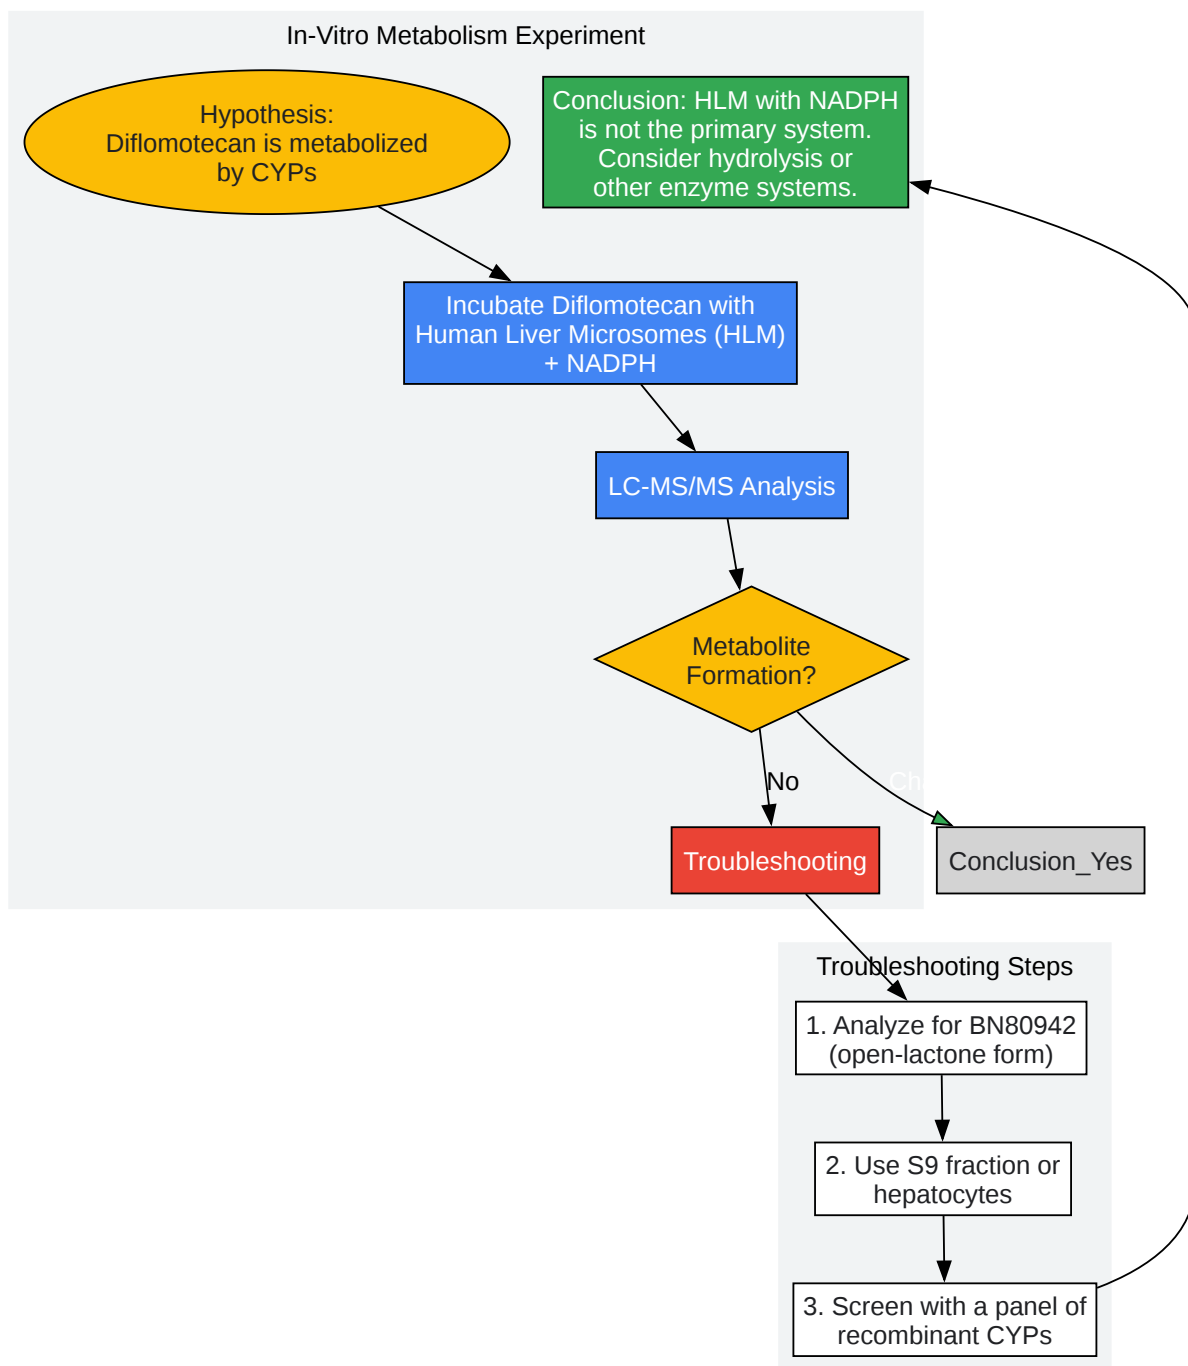 In-Vitro Metabolism Experiment
Hypothesis:
Diflomotecan is metabolized
by CYPs
Conclusion: HLM with NADPH
is not the primary system.
Consider hydrolysis or
other enzyme systems.
Incubate Diflomotecan with
Human Liver Microsomes (HLM)
+ NADPH
LC-MS/MS Analysis
Metabolite
Formation?
No
Troubleshooting
Conclusion_Yes
Troubleshooting Steps
1. Analyze for BN80942
(open-lactone form)
2. Use S9 fraction or
hepatocytes
3. Screen with a panel of
recombinant CYPs